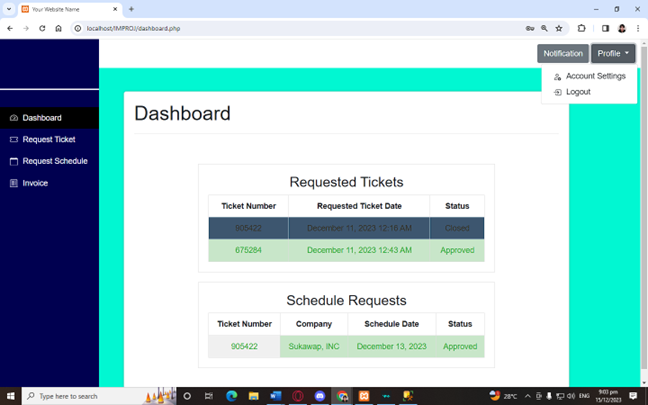 Your Website Name
localhost/IMPROJ/dashboard.php
Notification
Profile
Account Settings
Logout
Dashboard
Request Ticket
Request Schedule
Invoice
Dashboard
Requested Tickets
Ticket Number Requested Ticket Date Status
905422 December 11, 2023 12:16 AM Closed
675284 December 11, 2023 12:43 AM Approved
Schedule Requests
Ticket Number Company Schedule Date Status
905422 Sukawap, INC December 13, 2023 Approved
Type here to search
28°C
ENG
9:03 pm
15/12/2023